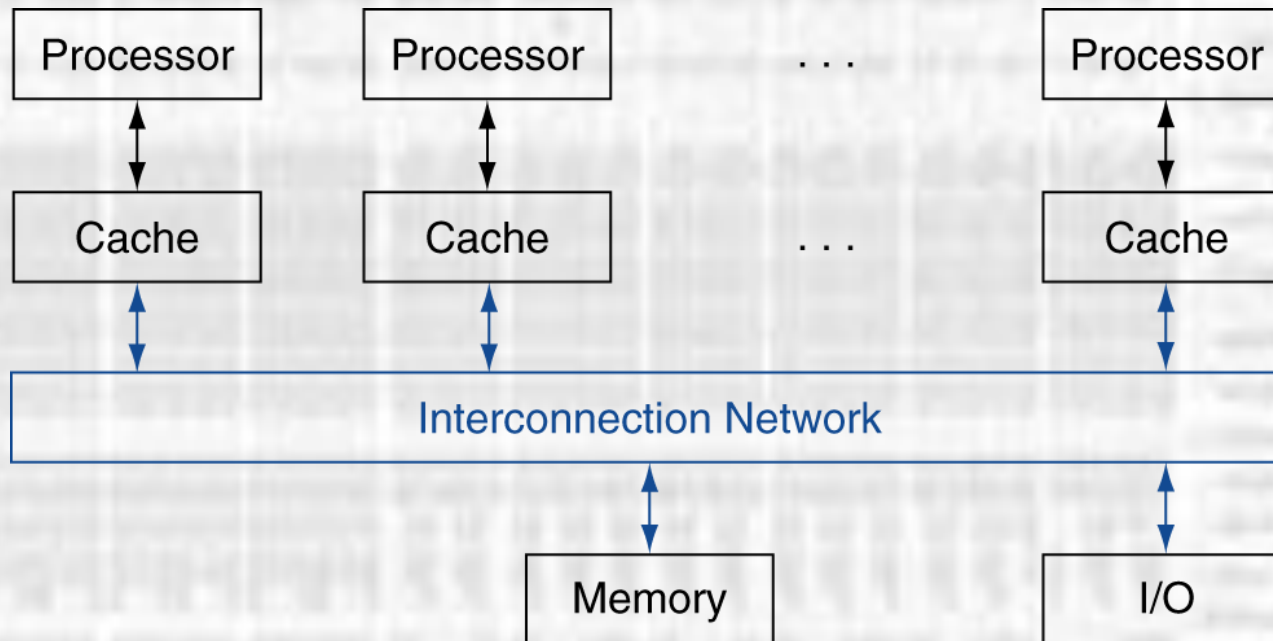 Processor Processor . . . Processor
Cache Cache . . . Cache
Interconnection Network
Memory I/O